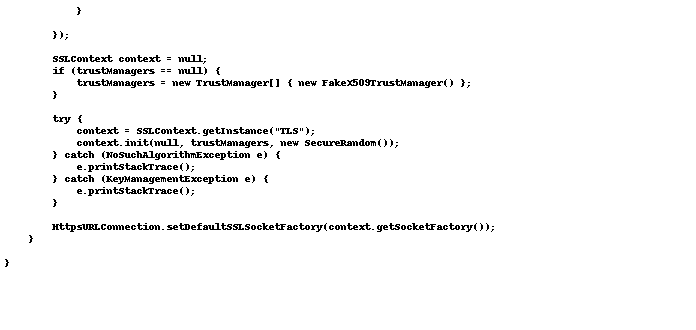 }
});
SSLContext context = null;
if (trustManagers == null) {
trustManagers = new TrustManager[] { new FakeX509TrustManager() };
}
try {
context = SSLContext.getInstance("TLS");
context.init(null, trustManagers, new SecureRandom());
} catch (NoSuchAlgorithmException e) {
e.printStackTrace();
} catch (KeyManagementException e) {
e.printStackTrace();
}
HttpsURLConnection.setDefaultSSLSocketFactory(context.getSocketFactory());
}
}